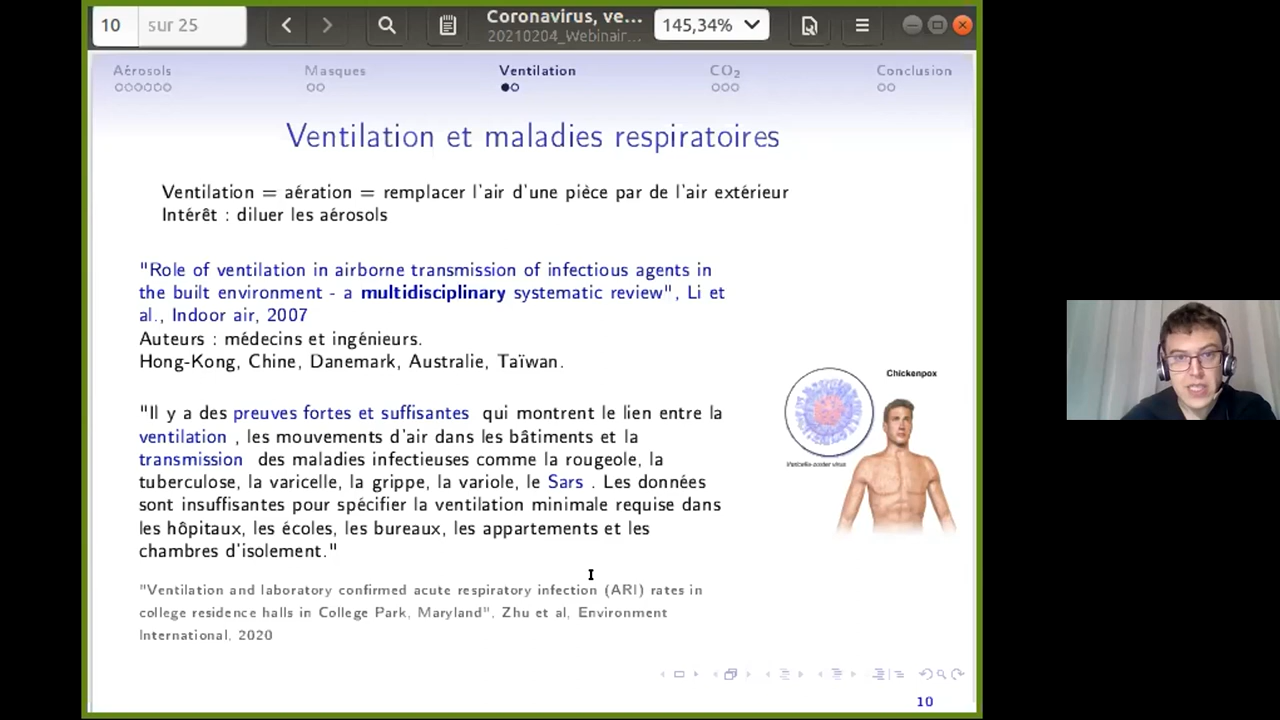 10 sur 25
Coronavirus, ve...
20210204_Webinair...
145,34%
Aérosols
Masques
Ventilation
CO₂
Conclusion
Ventilation et maladies respiratoires
Ventilation = aération = remplacer l'air d'une pièce par de l'air extérieur
Intérêt : diluer les aérosols
"Role of ventilation in airborne transmission of infectious agents in
the built environment - a multidisciplinary systematic review", Li et
al., Indoor air, 2007
Auteurs : médecins et ingénieurs.
Hong-Kong, Chine, Danemark, Australie, Taïwan.
Chickenpox
Varicella-zoster virus
"Il y a des preuves fortes et suffisantes qui montrent le lien entre la
ventilation , les mouvements d'air dans les bâtiments et la
transmission des maladies infectieuses comme la rougeole, la
tuberculose, la varicelle, la grippe, la variole, le Sars . Les données
sont insuffisantes pour spécifier la ventilation minimale requise dans
les hôpitaux, les écoles, les bureaux, les appartements et les
chambres d'isolement."
"Ventilation and laboratory confirmed acute respiratory infection (ARI) rates in
college residence halls in College Park, Maryland", Zhu et al, Environment
International, 2020
10